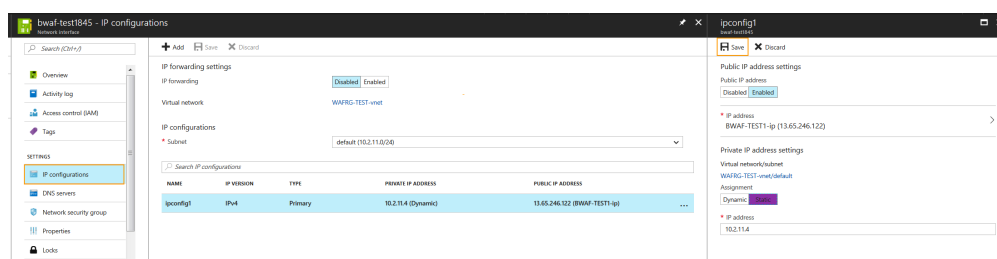 bwaf-test1845 - IP configurations
Network interface
Search (Ctrl+/)
Overview
Activity log
Access control (IAM)
Tags
SETTINGS
IP configurations
DNS servers
Network security group
Properties
Locks
Add Save Discard
IP forwarding settings
IP forwarding Disabled Enabled
Virtual network WAFRG-TEST-vnet
IP configurations
* Subnet default (10.2.11.0/24)
Search IP configurations
NAME IP VERSION TYPE PRIVATE IP ADDRESS PUBLIC IP ADDRESS
ipconfig1 IPv4 Primary 10.2.11.4 (Dynamic) 13.65.246.122 (BWAF-TEST1-ip) ...
ipconfig1
bwaf-test1845
Save Discard
Public IP address settings
Public IP address
Disabled Enabled
* IP address
BWAF-TEST1-ip (13.65.246.122)
Private IP address settings
Virtual network/subnet
WAFRG-TEST-vnet/default
Assignment
Dynamic Static
* IP address
10.2.11.4